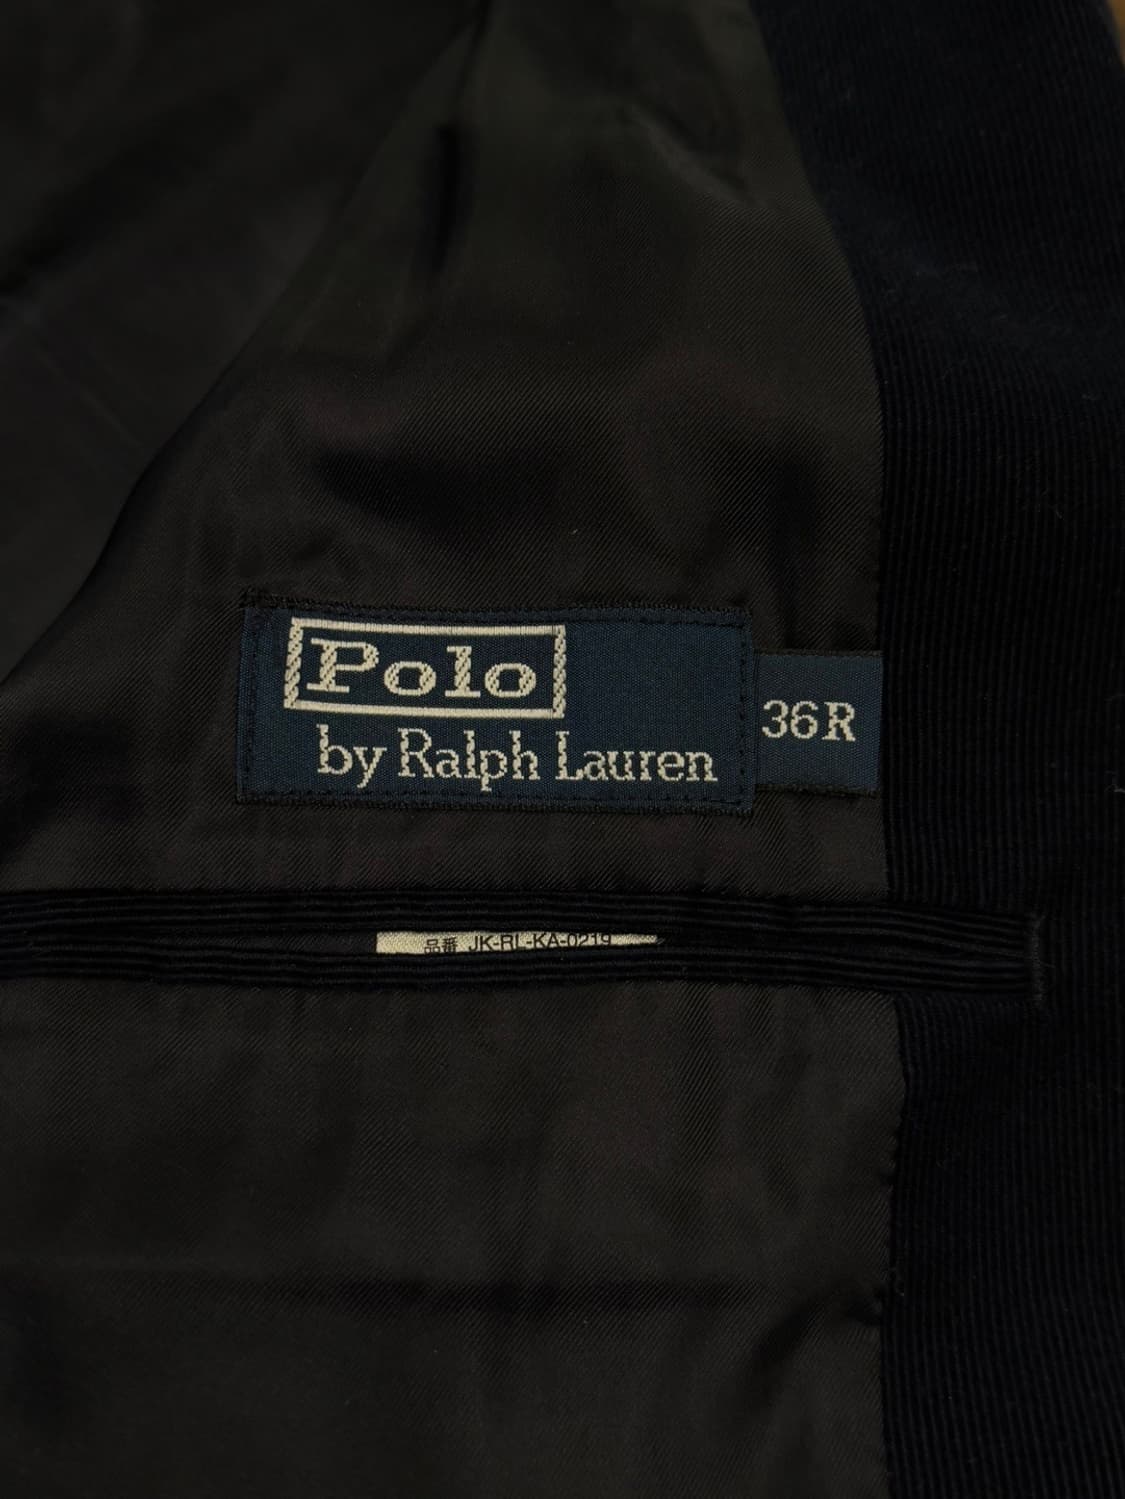 Polo
by Ralph Lauren
36R
品番 JK-RL-KA-0219